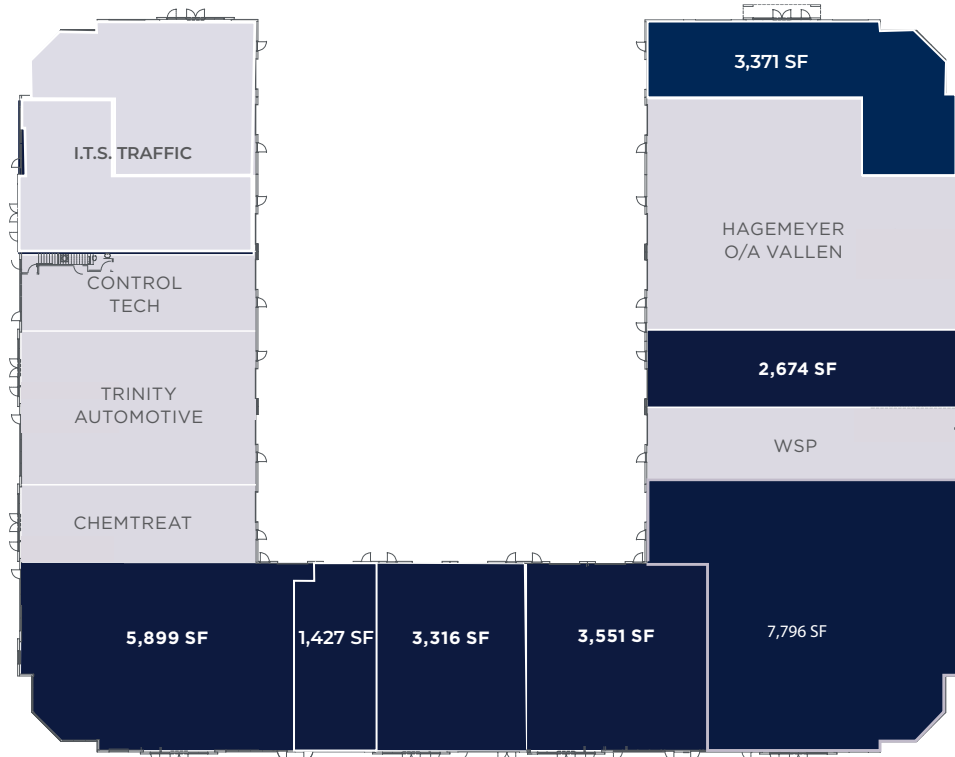 3,371 SF
I.T.S. TRAFFIC
HAGEMEYER
O/A VALLEN
CONTROL
TECH
2,674 SF
TRINITY
AUTOMOTIVE
WSP
CHEMTREAT
5,899 SF
1,427 SF
3,316 SF
3,551 SF
7,796 SF